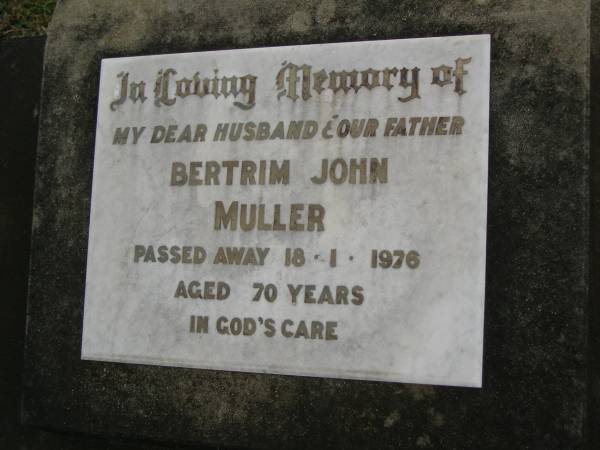 In Loving Memory of
MY DEAR HUSBAND & OUR FATHER
BERTRIM JOHN
MULLER
PASSED AWAY 18 · 1 · 1976
AGED 70 YEARS
IN GOD'S CARE